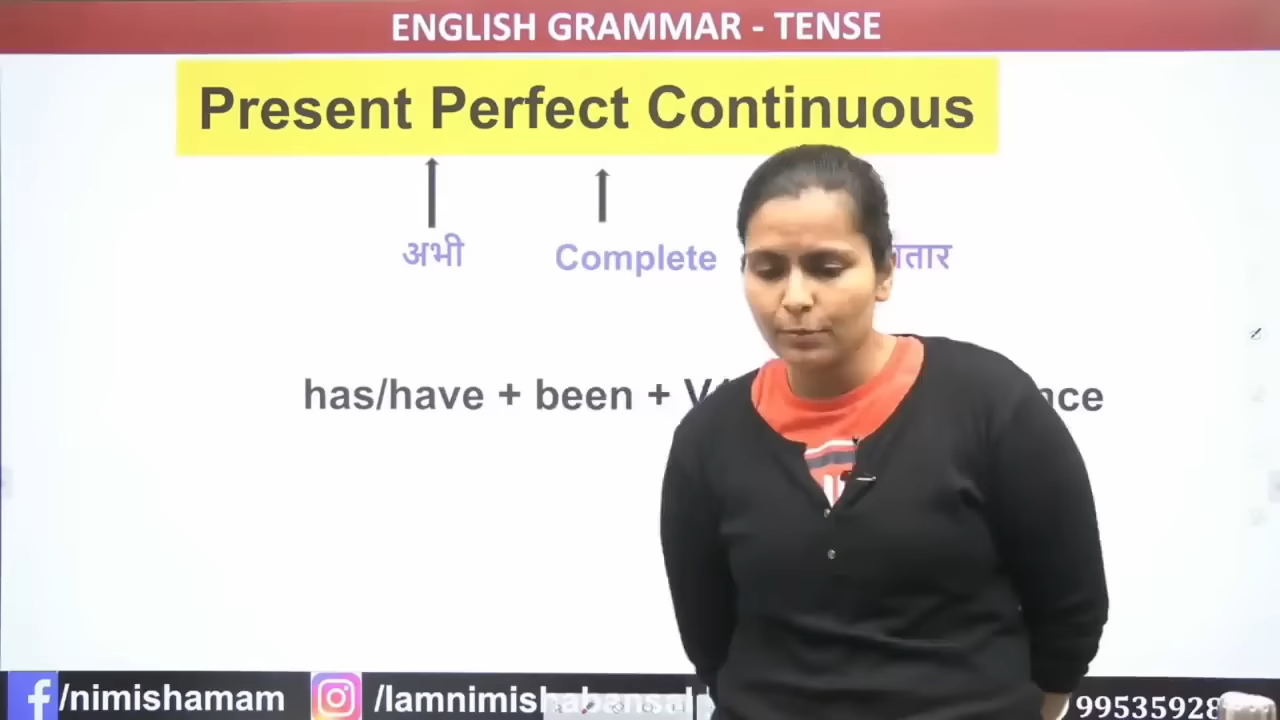 ENGLISH GRAMMAR - TENSE
Present Perfect Continuous
अभी Complete
has/have + been +
/nimishamam /Iamnimishabansal